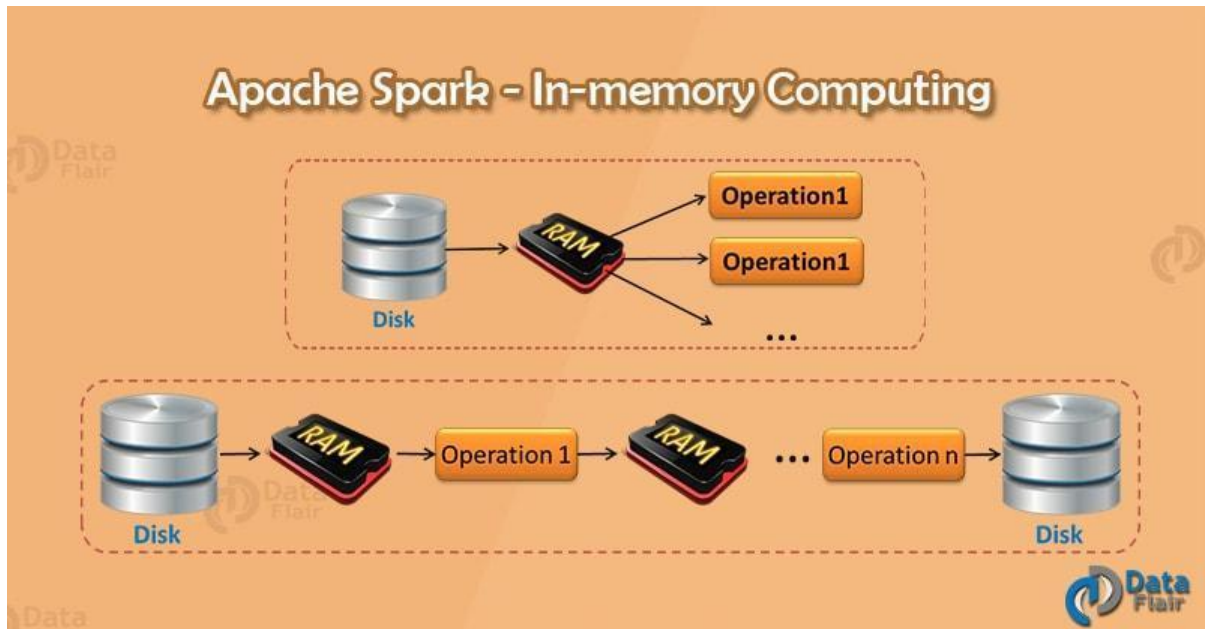 Apache Spark - In-memory Computing
Data
Flair
Operation1
RAM
Operation1
Disk
...
RAM
Operation 1
RAM
...
Operation n
Data
Flair
Disk
Disk
Data
Flair
Data